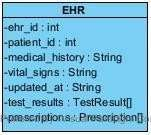 EHR
-ehr_id : int
-patient_id : int
-medical_history : String
-vital_signs : String
-updated_at : String
-test_results : TestResult[]
-prescriptions : Prescription[]